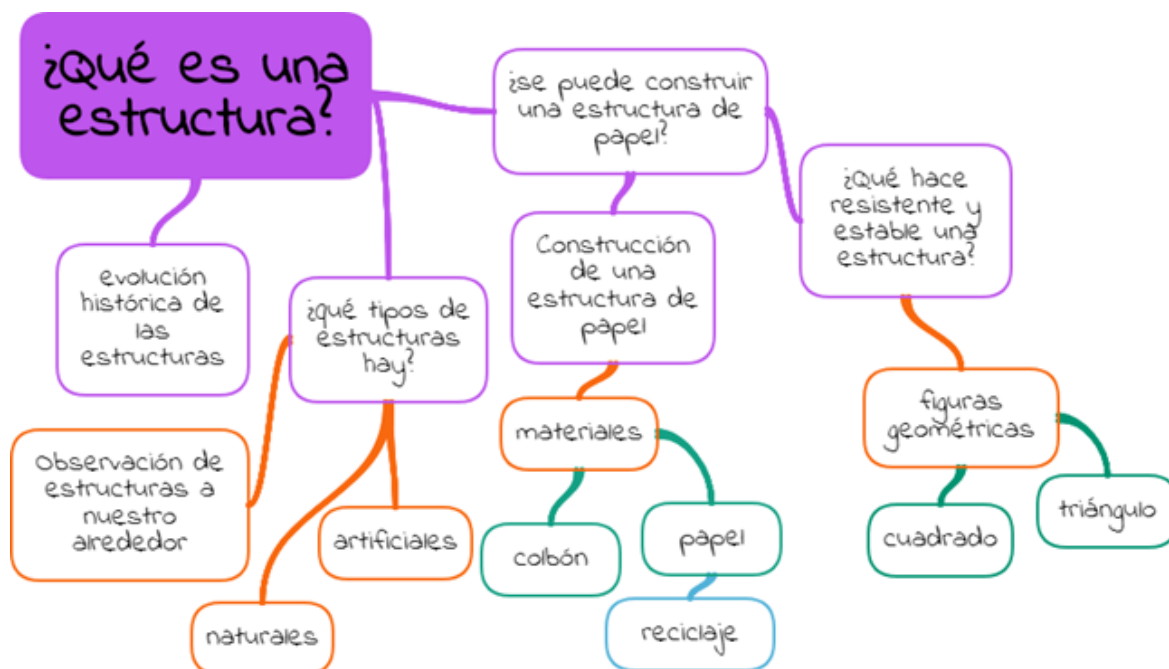 ¿Qué es una
estructura?
¿se puede construir
una estructura de
papel?
¿Qué hace
resistente y
estable una
estructura?
evolución
histórica de
las
estructuras
¿qué tipos de
estructuras
hay?
Construcción
de una
estructura de
papel
Observación de
estructuras a
nuestro
alrededor
artificiales
naturales
materiales
colbón
papel
reciclaje
figuras
geométricas
cuadrado
triángulo